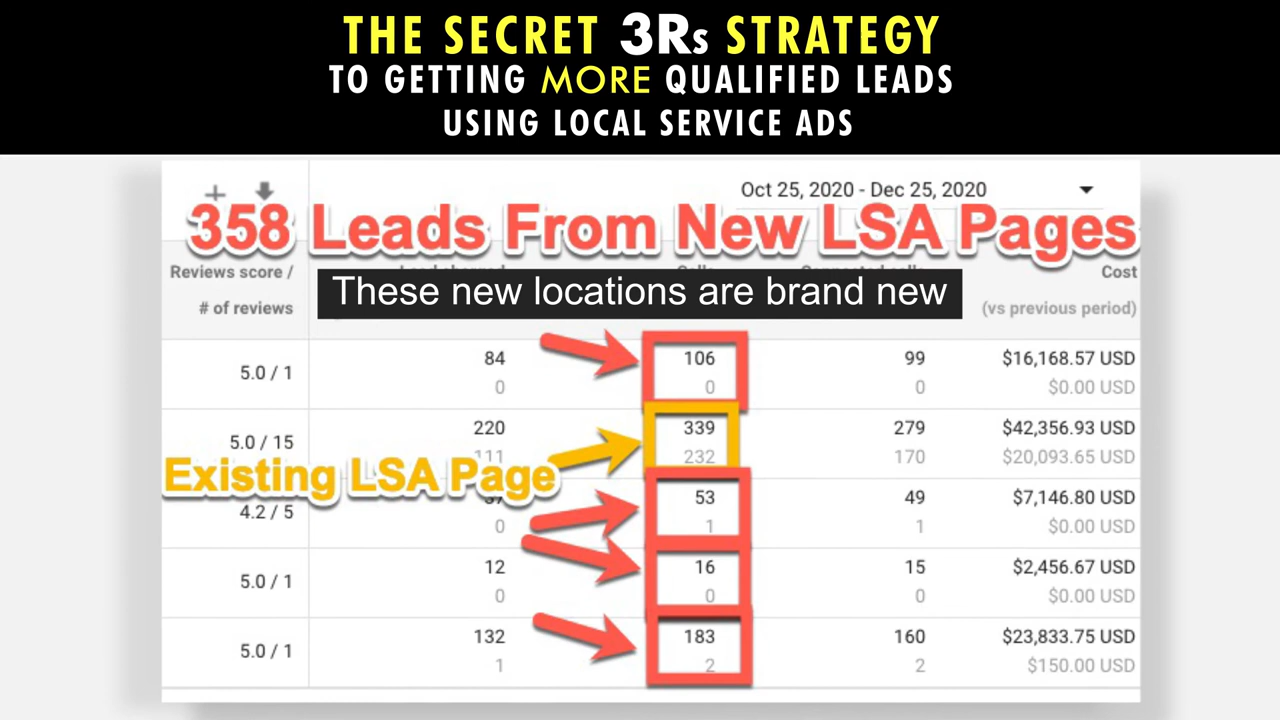 THE SECRET 3Rs STRATEGY
TO GETTING MORE QUALIFIED LEADS
USING LOCAL SERVICE ADS
Oct 25, 2020 - Dec 25, 2020
358 Leads From New LSA Pages
Reviews score / Cost
These new locations are brand new
# of reviews (vs previous period)
5.0 / 1 84 106 99 $16,168.57 USD
0 0 0 $0.00 USD
5.0 / 15 220 339 279 $42,356.93 USD
111 232 170 $20,093.65 USD
Existing LSA Page
4.2 / 5 53 49 $7,146.80 USD
0 1 1 $0.00 USD
5.0 / 1 12 16 15 $2,456.67 USD
0 0 0 $0.00 USD
5.0 / 1 132 183 160 $23,833.75 USD
1 2 2 $150.00 USD